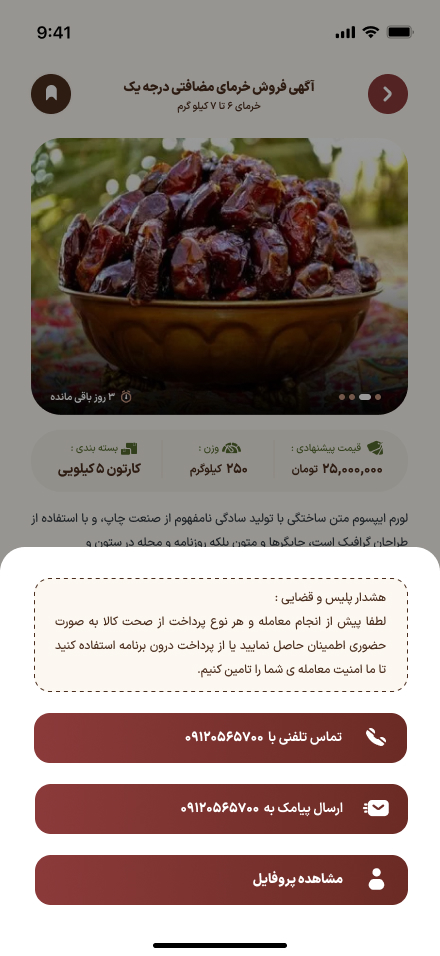 9:41
آگهی فروش خرمای مضافتی درجه یک
خرمای ۶ تا ۷ کیلو گرم
۳ روز باقی مانده
قیمت پیشنهادی :
۲۵,۰۰۰,۰۰۰ تومان
وزن :
۲۵۰ کیلوگرم
بسته بندی :
کارتون ۵ کیلویی
لورم ایپسوم متن ساختگی با تولید سادگی نامفهوم از صنعت چاپ، و با استفاده از
طراحان گرافیک است، چاپگرها و متون بلکه روزنامه و مجله در ستون و
هشدار پلیس و قضایی :
لطفا پیش از انجام معامله و هر نوع پرداخت از صحت کالا به صورت
حضوری اطمینان حاصل نمایید یا از پرداخت درون برنامه استفاده کنید
تا ما امنیت معامله ی شما را تامین کنیم.
تماس تلفنی با ۰۹۱۲۰۵۶۵۷۰۰
ارسال پیامک به ۰۹۱۲۰۵۶۵۷۰۰
مشاهده پروفایل